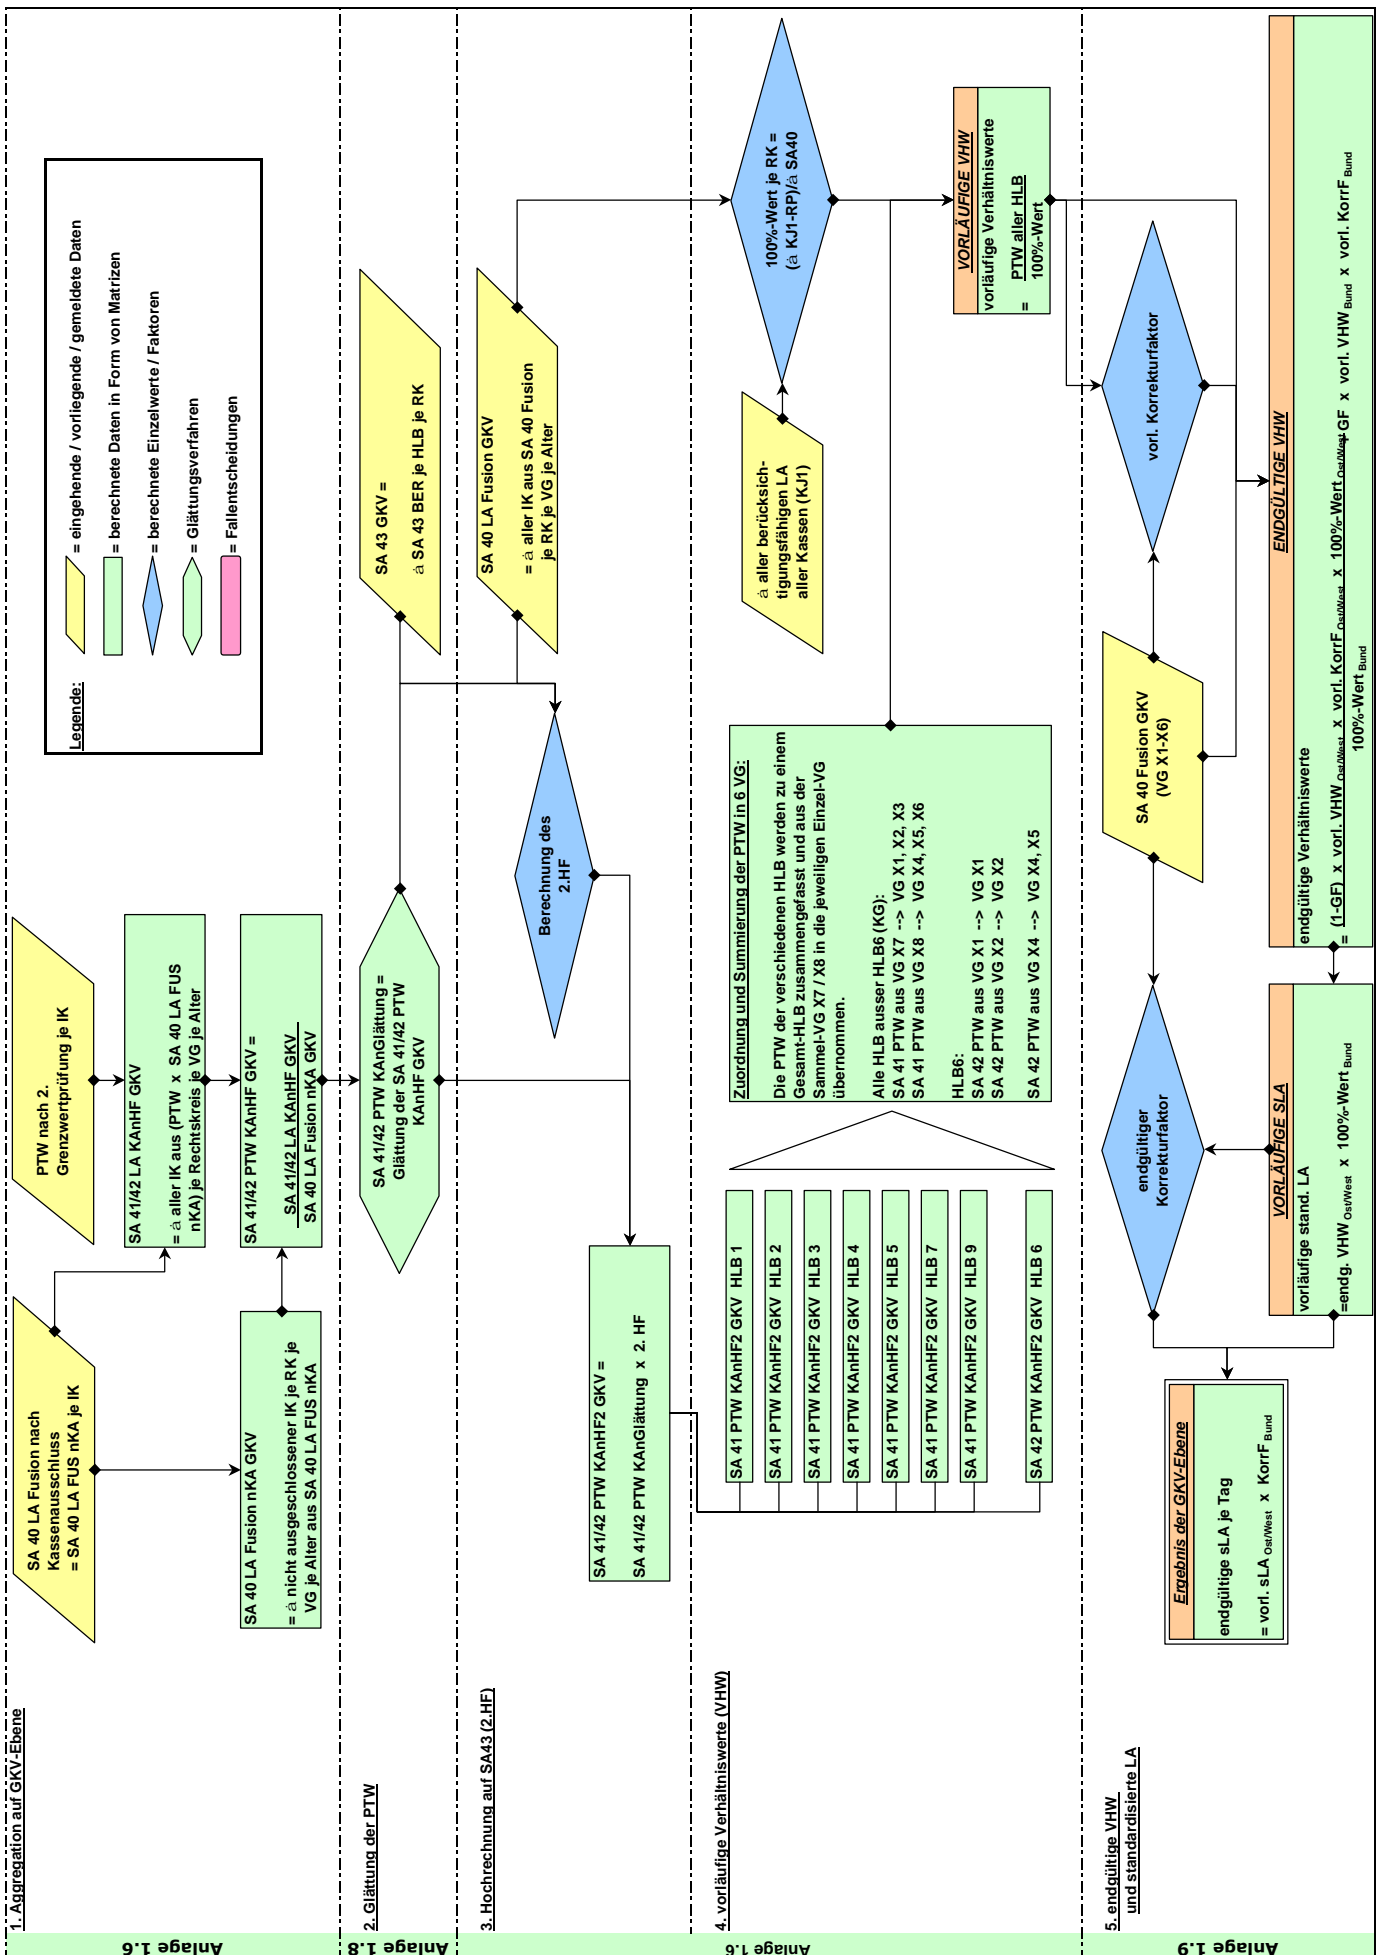 1. Aggregation auf GKV-Ebene
SA 40 LA Fusion nach
Kassenausschluss
= SA 40 LA FUS nKA je IK
PTW nach 2.
Grenzwertprüfung je IK
SA 41/42 LA KAnHF GKV
= à aller IK aus (PTW x SA 40 LA FUS
nKA) je Rechtskreis je VG je Alter
SA 40 LA Fusion nKA GKV
= à nicht ausgeschlossener IK je RK je
VG je Alter aus SA 40 LA FUS nKA
SA 41/42 PTW KAnHF GKV =
SA 41/42 LA KAnHF GKV
SA 40 LA Fusion nKA GKV
Legende:
= eingehende / vorliegende / gemeldete Daten
= berechnete Daten in Form von Matrizen
= berechnete Einzelwerte / Faktoren
= Glättungsverfahren
= Fallentscheidungen
Anlage 1.6
2. Glättung der PTW
SA 41/42 PTW KAnGlättung =
Glättung der SA 41/42 PTW
KAnHF GKV
SA 43 GKV =
à SA 43 BER je HLB je RK
Anlage 1.8
3. Hochrechnung auf SA43 (2.HF)
SA 40 LA Fusion GKV
= à aller IK aus SA 40 Fusion
je RK je VG je Alter
Berechnung des
2.HF
SA 41/42 PTW KAnHF2 GKV =
SA 41/42 PTW KAnGlättung x 2. HF
4. vorläufige Verhältniswerte (VHW)
SA 41 PTW KAnHF2 GKV HLB 1
SA 41 PTW KAnHF2 GKV HLB 2
SA 41 PTW KAnHF2 GKV HLB 3
SA 41 PTW KAnHF2 GKV HLB 4
SA 41 PTW KAnHF2 GKV HLB 5
SA 41 PTW KAnHF2 GKV HLB 7
SA 41 PTW KAnHF2 GKV HLB 9
SA 42 PTW KAnHF2 GKV HLB 6
Zuordnung und Summierung der PTW in 6 VG:
Die PTW der verschiedenen HLB werden zu einem
Gesamt-HLB zusammengefasst und aus der
Sammel-VG X7 / X8 in die jeweiligen Einzel-VG
übernommen.
Alle HLB ausser HLB6 (KG):
SA 41 PTW aus VG X7 --> VG X1, X2, X3
SA 41 PTW aus VG X8 --> VG X4, X5, X6
HLB6:
SA 42 PTW aus VG X1 --> VG X1
SA 42 PTW aus VG X2 --> VG X2
SA 42 PTW aus VG X4 --> VG X4, X5
à aller berücksich-
tigungsfähigen LA
aller Kassen (KJ1)
100%-Wert je RK =
(à KJ1-RP)/à SA40
VORLÄUFIGE VHW
vorläufige Verhältniswerte
= PTW aller HLB
100%-Wert
Anlage 1.6
5. endgültige VHW
und standardisierte LA
Ergebnis der GKV-Ebene
endgültige sLA je Tag
= vorl. sLA Ost/West x KorrF Bund
endgültiger
Korrekturfaktor
VORLÄUFIGE SLA
vorläufige stand. LA
=endg. VHW Ost/West x 100%-Wert Bund
SA 40 Fusion GKV
(VG X1-X6)
vorl. Korrekturfaktor
ENDGÜLTIGE VHW
endgültige Verhältniswerte
= (1-GF) x vorl. VHW Ost/West x vorl. KorrF Ost/West x 100%-Wert Ost/West + GF x vorl. VHW Bund x vorl. KorrF Bund
100%-Wert Bund
Anlage 1.9